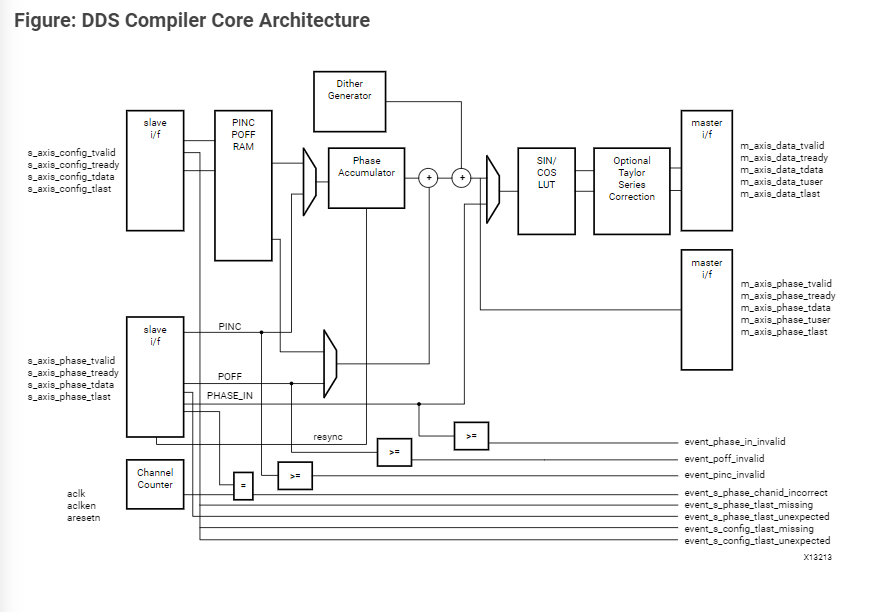 Figure: DDS Compiler Core Architecture
Dither
Generator
slave
i/f
PINC
POFF
RAM
master
i/f
s_axis_config_tvalid
s_axis_config_tready
s_axis_config_tdata
s_axis_config_tlast
Phase
Accumulator
+
+
SIN/
COS
LUT
Optional
Taylor
Series
Correction
m_axis_data_tvalid
m_axis_data_tready
m_axis_data_tdata
m_axis_data_tuser
m_axis_data_tlast
master
i/f
m_axis_phase_tvalid
m_axis_phase_tready
m_axis_phase_tdata
m_axis_phase_tuser
m_axis_phase_tlast
slave
i/f
PINC
s_axis_phase_tvalid
s_axis_phase_tready
s_axis_phase_tdata
s_axis_phase_tlast
POFF
PHASE_IN
resync
>=
>=
>=
=
Channel
Counter
aclk
aclken
aresetn
event_phase_in_invalid
event_poff_invalid
event_pinc_invalid
event_s_phase_chanid_incorrect
event_s_phase_tlast_missing
event_s_phase_tlast_unexpected
event_s_config_tlast_missing
event_s_config_tlast_unexpected
X13213